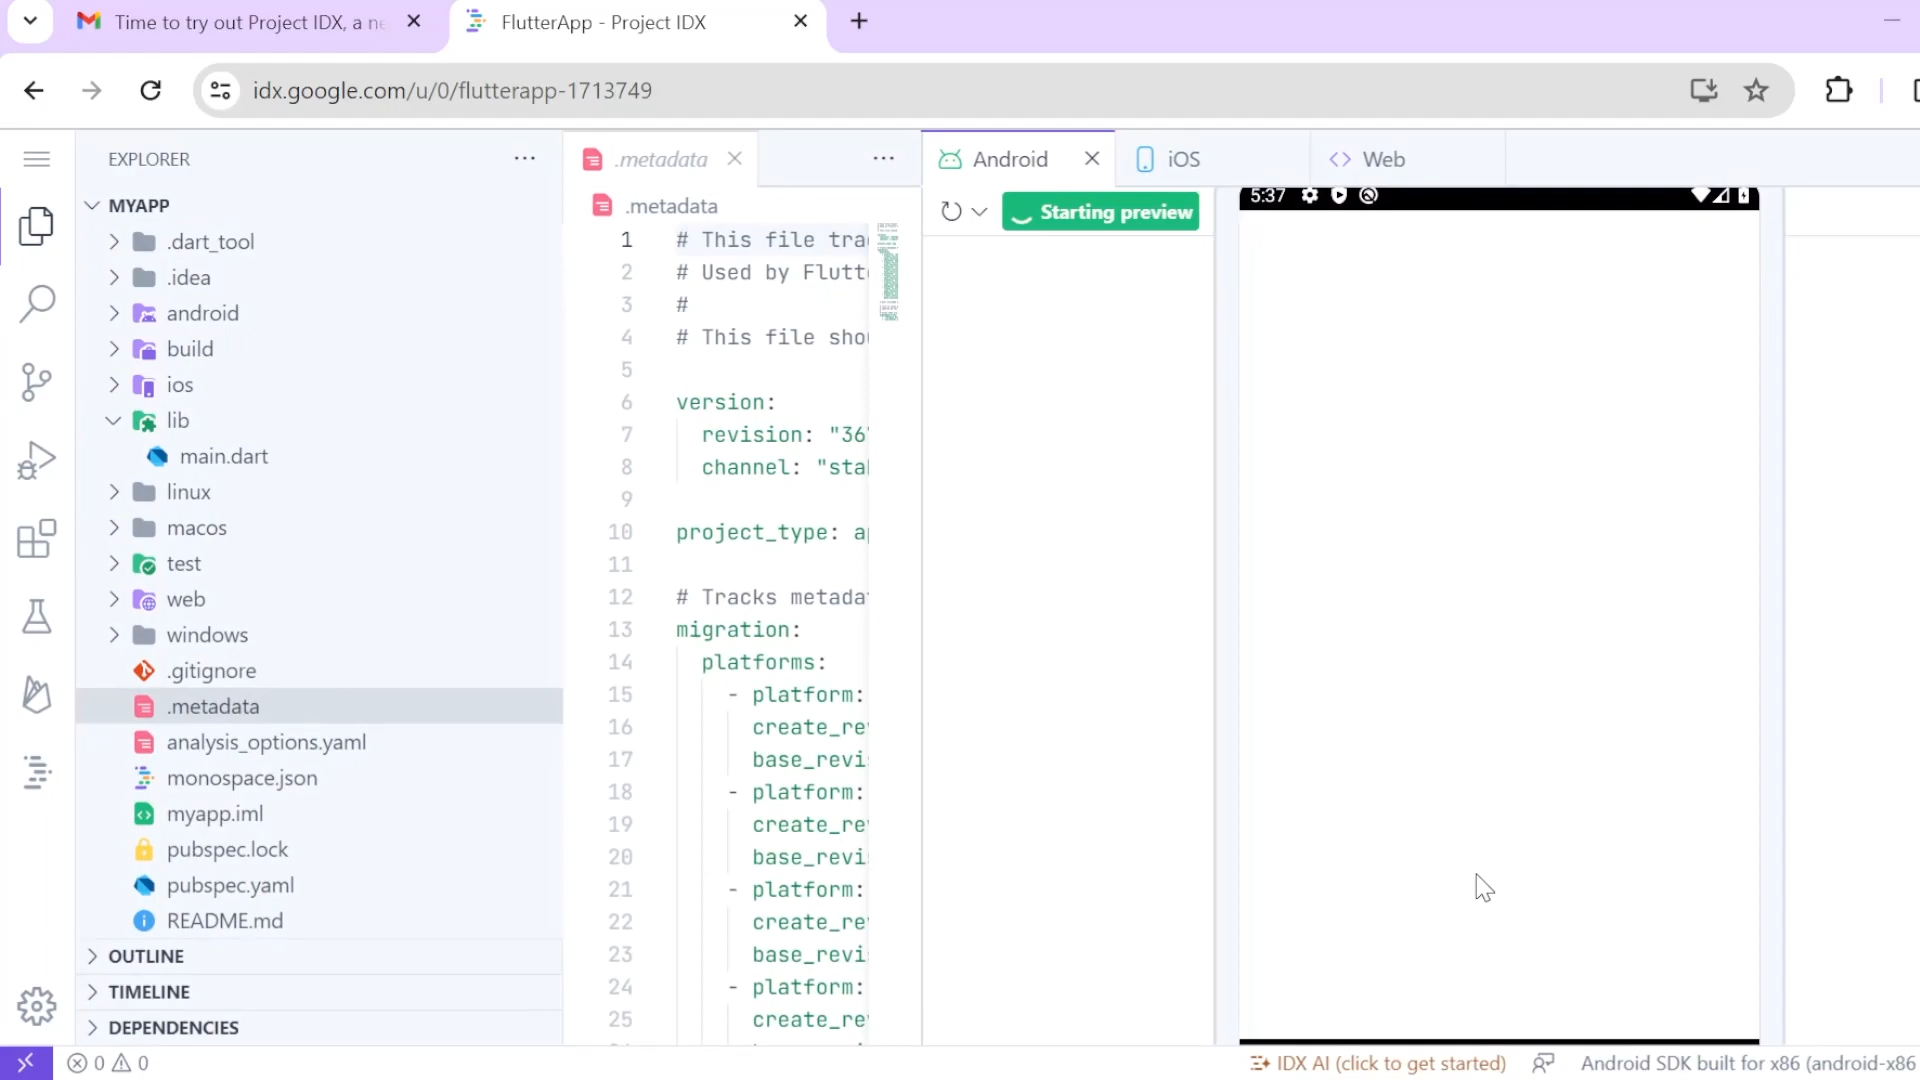 Time to try out Project IDX, a ne
FlutterApp - Project IDX
idx.google.com/u/0/flutterapp-1713749
EXPLORER
MYAPP
.dart_tool
.idea
android
build
ios
lib
main.dart
linux
macos
test
web
windows
.gitignore
.metadata
analysis_options.yaml
monospace.json
myapp.iml
pubspec.lock
pubspec.yaml
README.md
OUTLINE
TIMELINE
DEPENDENCIES
.metadata
.metadata
1 # This file tra
2 # Used by Flutt
3 #
4 # This file sho
5
6 version:
7 revision: "36
8 channel: "sta
9
10 project_type: a
11
12 # Tracks metada
13 migration:
14 platforms:
15 - platform:
16 create_re
17 base_revi
18 - platform:
19 create_re
20 base_revi
21 - platform:
22 create_re
23 base_revi
24 - platform:
25 create_re
Android
iOS
Web
Starting preview
5:37
0 0
IDX AI (click to get started)
Android SDK built for x86 (android-x86